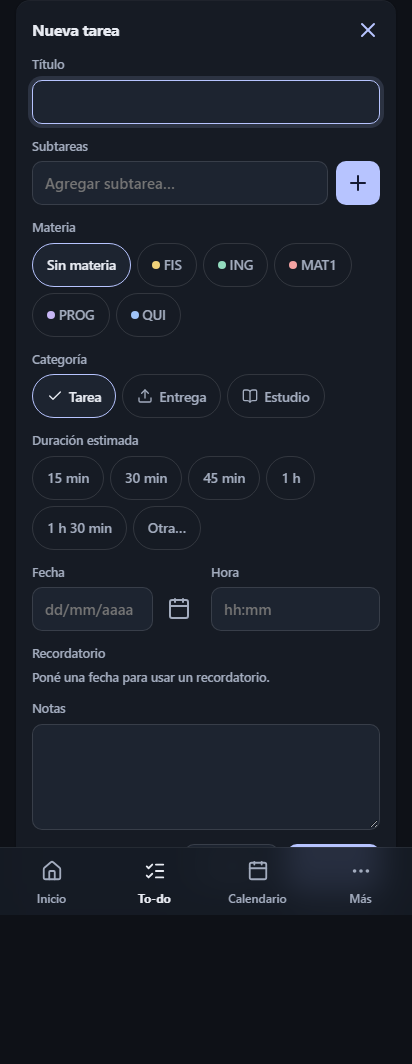 Nueva tarea
Título
Subtareas
Agregar subtarea...
Materia
Sin materia FIS ING MAT1
PROG QUI
Categoría
Tarea Entrega Estudio
Duración estimada
15 min 30 min 45 min 1 h
1 h 30 min Otra...
Fecha Hora
dd/mm/aaaa hh:mm
Recordatorio
Poné una fecha para usar un recordatorio.
Notas
Inicio To-do Calendario Más